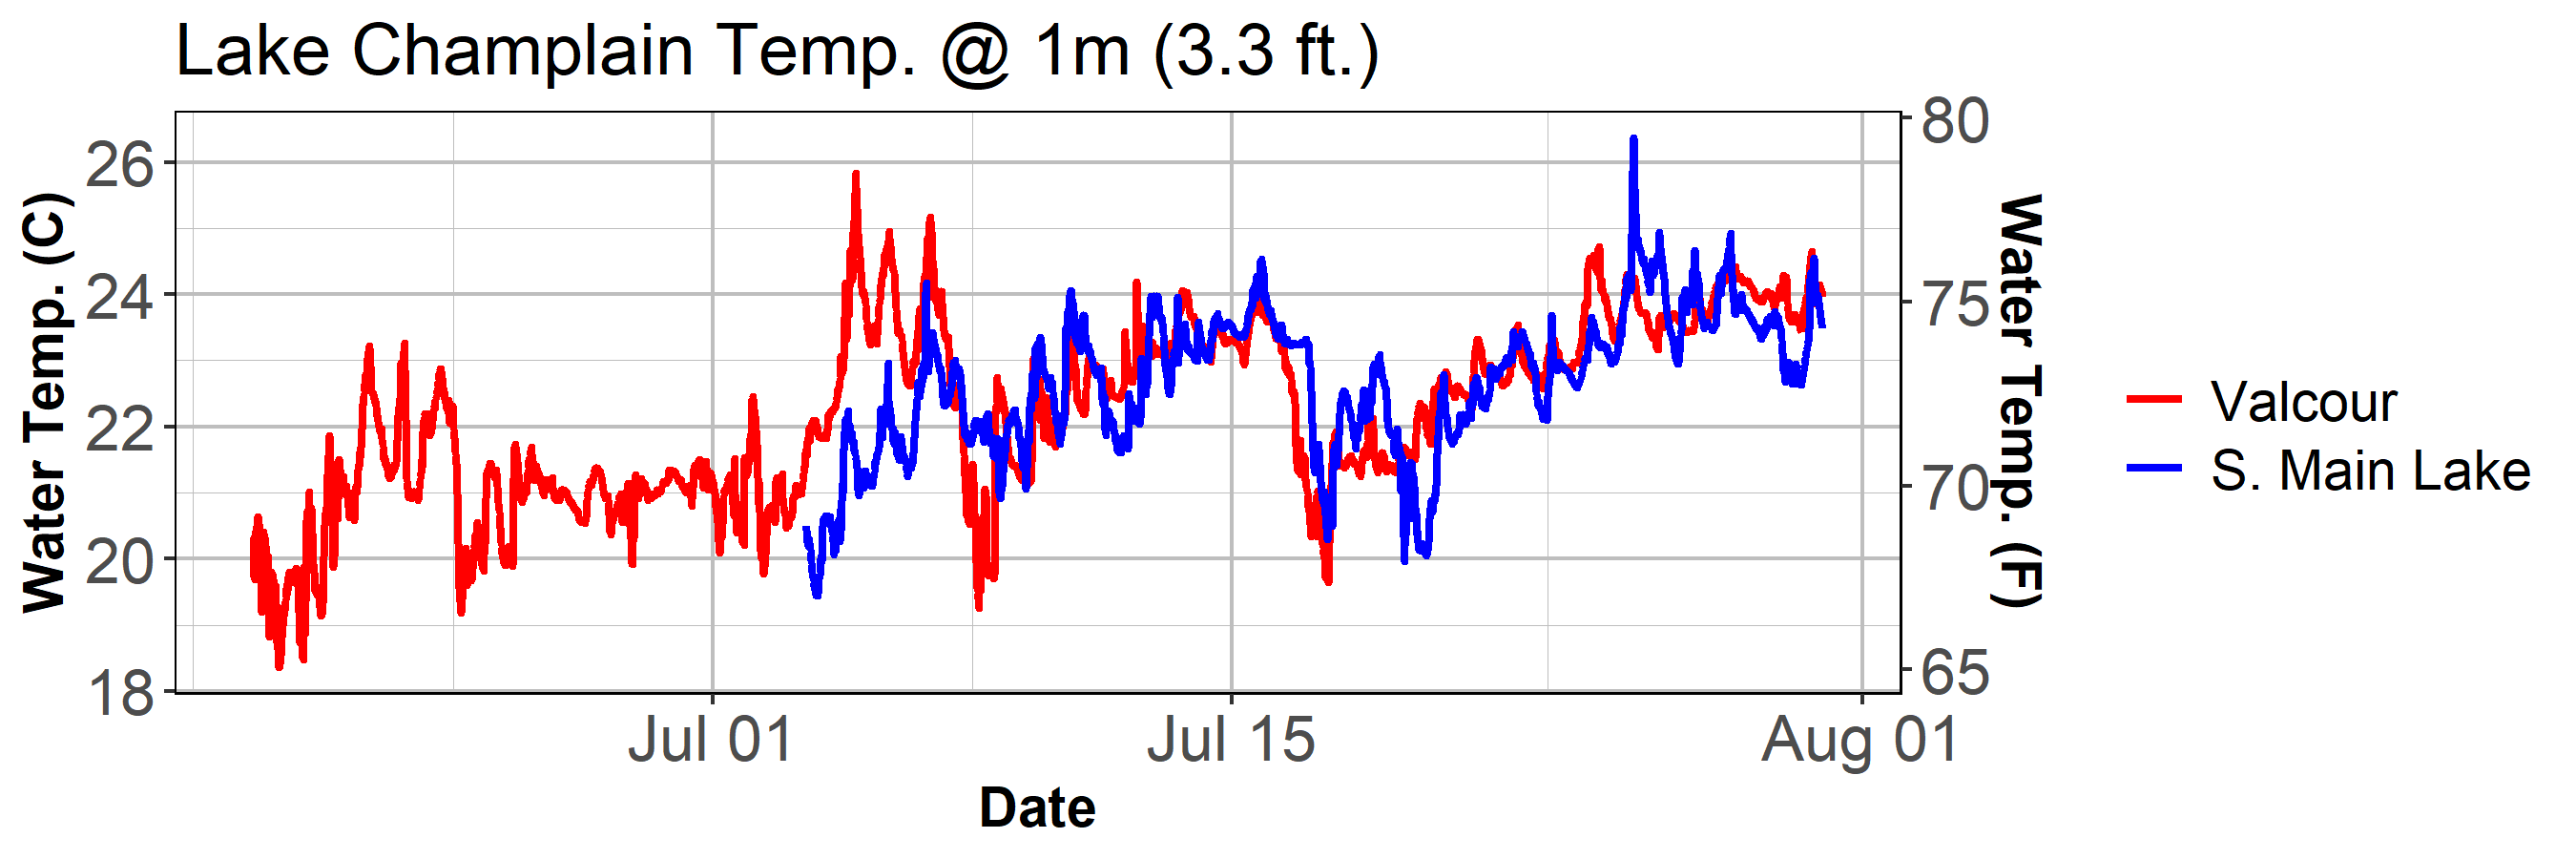 Lake Champlain Temp. @ 1m (3.3 ft.)
Water Temp. (C)
26
24
22
20
18
80
75
70
65
Water Temp. (F)
Jul 01
Jul 15
Aug 01
Date
Valcour
S. Main Lake